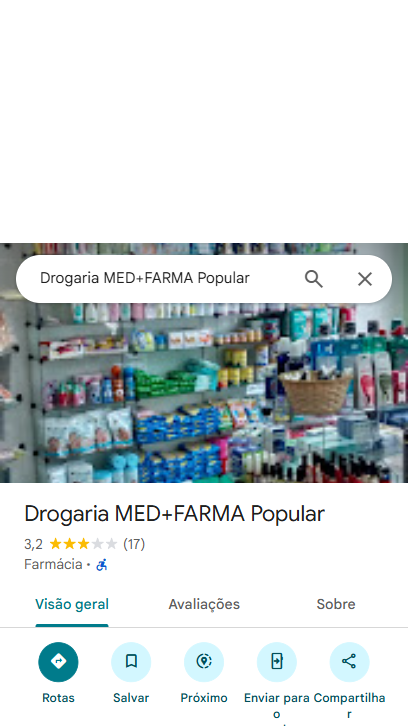 Drogaria MED+FARMA Popular
Drogaria MED+FARMA Popular
3,2 (17)
Farmácia •
Visão geral Avaliações Sobre
Rotas Salvar Próximo Enviar para o Compartilhar